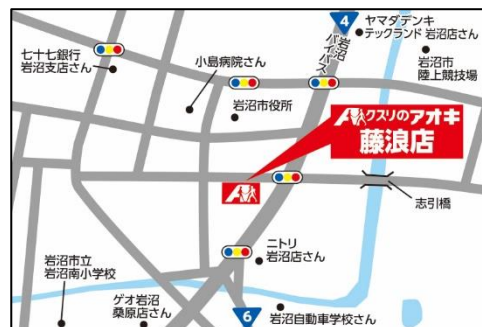 4
岩沼バイパス
ヤマダデンキ
テックランド 岩沼店さん
七十七銀行
岩沼支店さん
小島病院さん
岩沼市
陸上競技場
岩沼市役所
クスリのアオキ
藤浪店
志引橋
ニトリ
岩沼店さん
岩沼市立
岩沼南小学校
ゲオ岩沼
桑原店さん
6
岩沼自動車学校さん